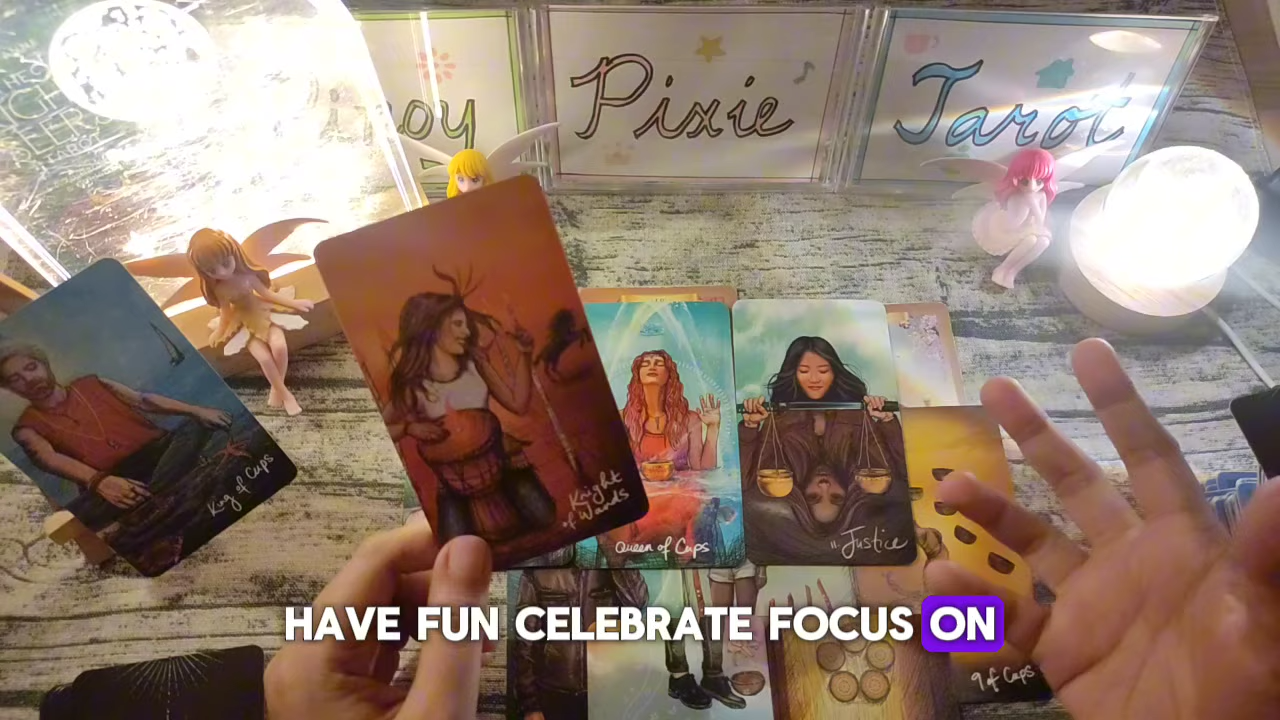 Pixie
Tarot
King of Cups
Knight
of Wands
Queen of Cups
11. Justice
9 of Cups
HAVE FUN CELEBRATE FOCUS ON